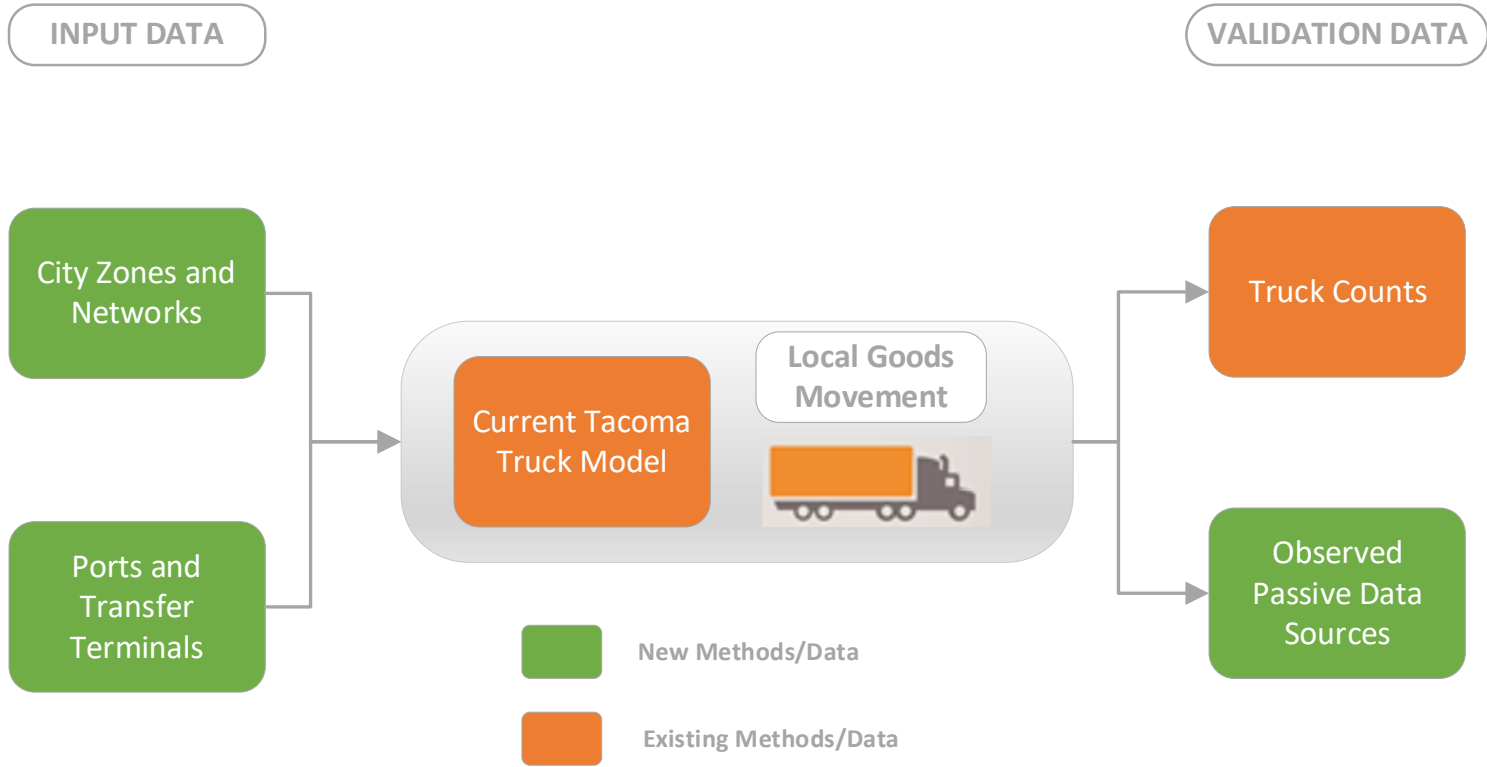 INPUT DATA
VALIDATION DATA
City Zones and
Networks
Ports and
Transfer
Terminals
Current Tacoma
Truck Model
Local Goods
Movement
Truck Counts
Observed
Passive Data
Sources
New Methods/Data
Existing Methods/Data